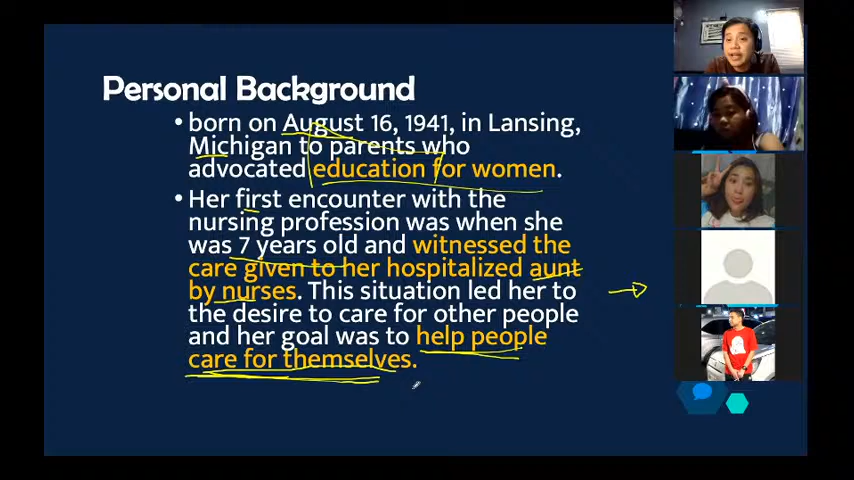 Personal Background
• born on August 16, 1941, in Lansing,
Michigan to parents who
advocated education for women.
• Her first encounter with the
nursing profession was when she
was 7 years old and witnessed the
care given to her hospitalized aunt
by nurses. This situation led her to
the desire to care for other people
and her goal was to help people
care for themselves.